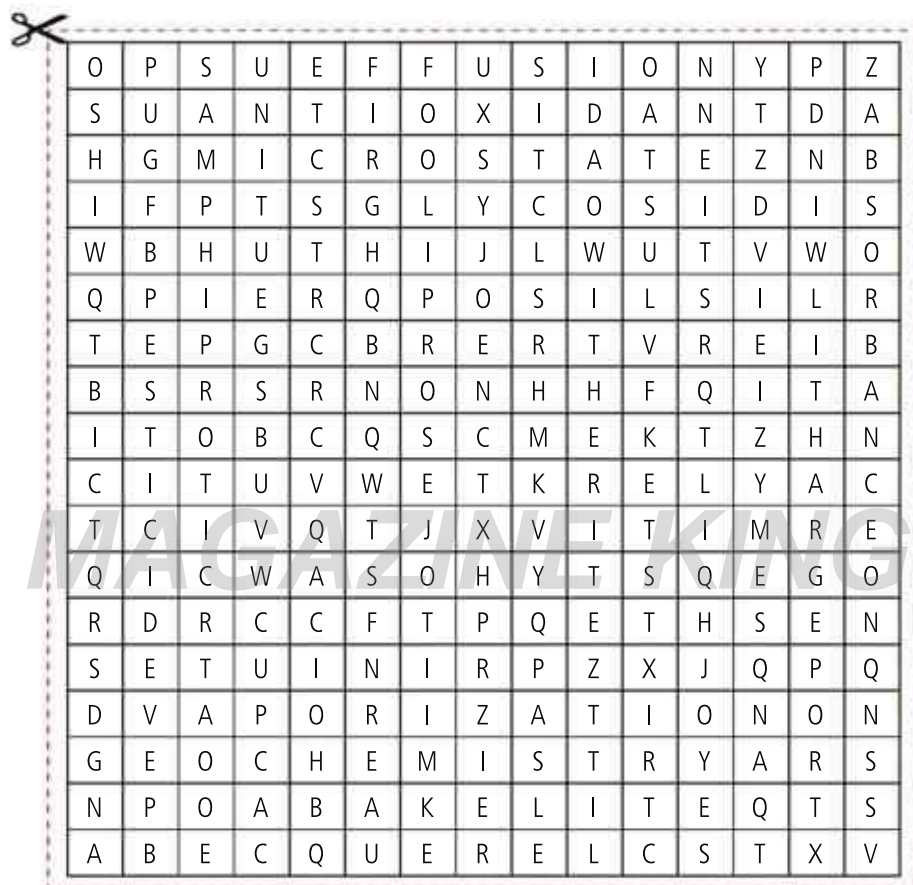 O P S U E F F U S I O N Y P Z
S U A N T I O X I D A N T D A
H G M I C R O S T A T E Z N B
I F P T S G L Y C O S I D I S
W B H U T H I J L W U T V W O
Q P I E R Q P O S I L S I L R
T E P G C B R E R T V R E I B
B S R S R N O N H H F Q I T A
I T O B C Q S C M E K T Z H N
C I T U V W E T K R E L Y A C
T C I V Q T J X V I T I M R E
Q I C W A S O H Y T S Q E G O
R D R C C F T P Q E T H S E N
S E T U I N I R P Z X J Q P Q
D V A P O R I Z A T I O N O N
G E O C H E M I S T R Y A R S
N P O A B A K E L I T E Q T S
A B E C Q U E R E L C S T X V
MAGAZINE KING